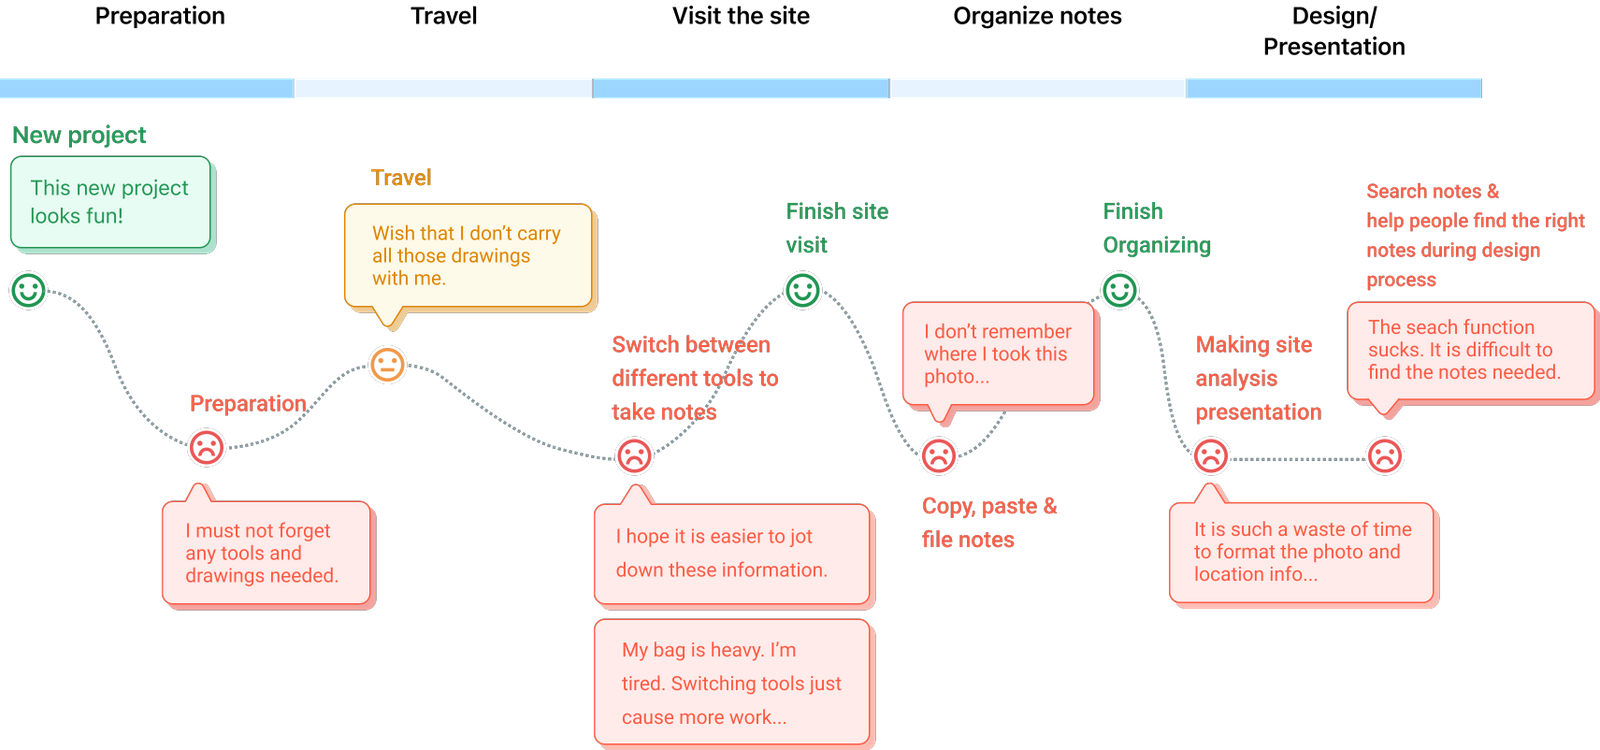 Preparation
Travel
Visit the site
Organize notes
Design/
Presentation
New project
This new project
looks fun!
Preparation
I must not forget
any tools and
drawings needed.
Travel
Wish that I don’t carry
all those drawings
with me.
Switch between
different tools to
take notes
I hope it is easier to jot
down these information.
My bag is heavy. I’m
tired. Switching tools just
cause more work...
Finish site
visit
I don’t remember
where I took this
photo...
Copy, paste &
file notes
Finish
Organizing
Making site
analysis
presentation
It is such a waste of time
to format the photo and
location info...
Search notes &
help people find the right
notes during design
process
The seach function
sucks. It is difficult to
find the notes needed.